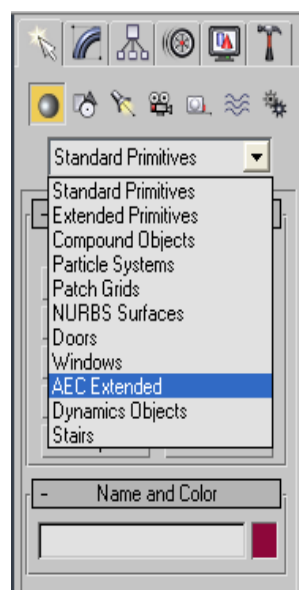 Standard Primitives
Standard Primitives
Extended Primitives
Compound Objects
Particle Systems
Patch Grids
NURBS Surfaces
Doors
Windows
AEC Extended
Dynamics Objects
Stairs
- Name and Color